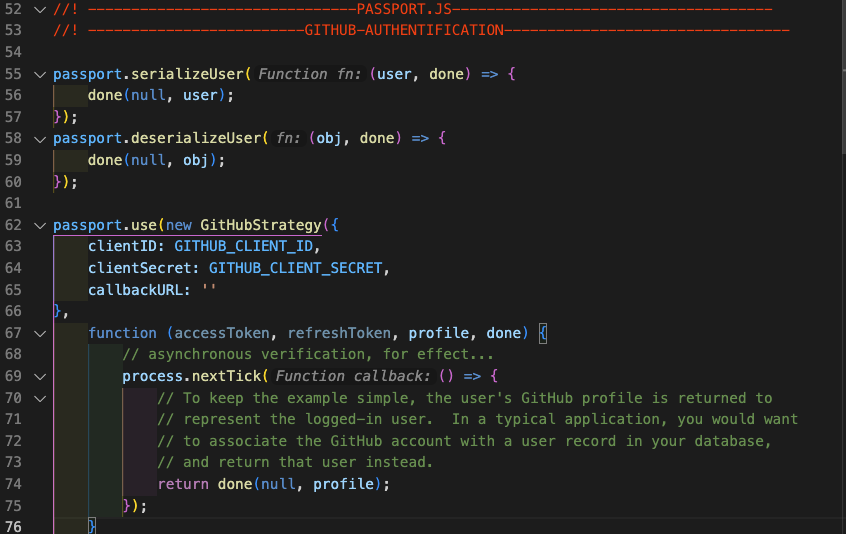 52 //! -------------------------------PASSPORT.JS-------------------------------------
53 //! -------------------------GITHUB-AUTHENTIFICATION---------------------------------
54
55 passport.serializeUser( Function fn: (user, done) => {
56 done(null, user);
57 });
58 passport.deserializeUser( fn: (obj, done) => {
59 done(null, obj);
60 });
61
62 passport.use(new GitHubStrategy({
63 clientID: GITHUB_CLIENT_ID,
64 clientSecret: GITHUB_CLIENT_SECRET,
65 callbackURL: ''
66 },
67 function (accessToken, refreshToken, profile, done) {
68 // asynchronous verification, for effect...
69 process.nextTick( Function callback: () => {
70 // To keep the example simple, the user's GitHub profile is returned to
71 // represent the logged-in user.  In a typical application, you would want
72 // to associate the GitHub account with a user record in your database,
73 // and return that user instead.
74 return done(null, profile);
75 });
76 }